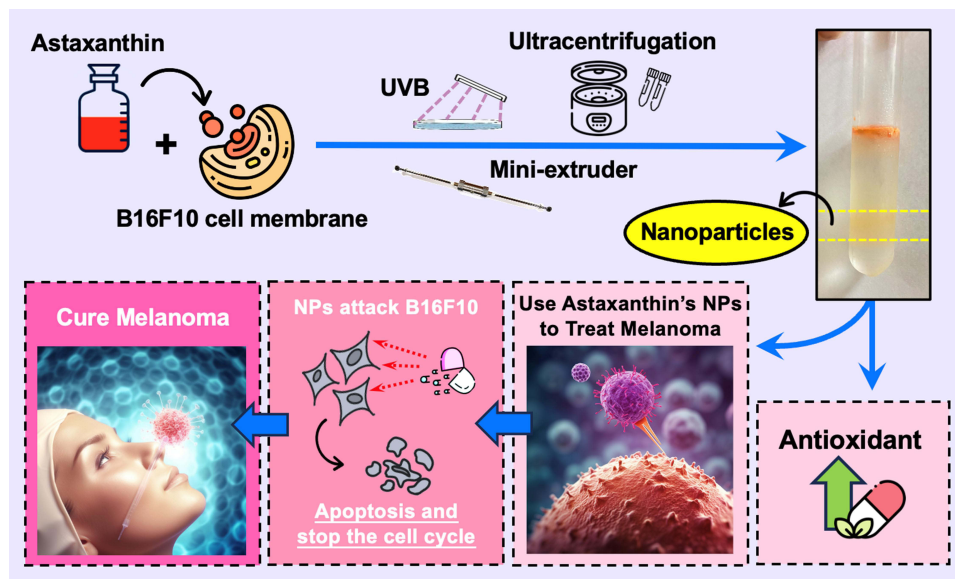 Astaxanthin
+
B16F10 cell membrane
UVB
Ultracentrifugation
Mini-extruder
Nanoparticles
Cure Melanoma
NPs attack B16F10
Apoptosis and
stop the cell cycle
Use Astaxanthin's NPs
to Treat Melanoma
Antioxidant